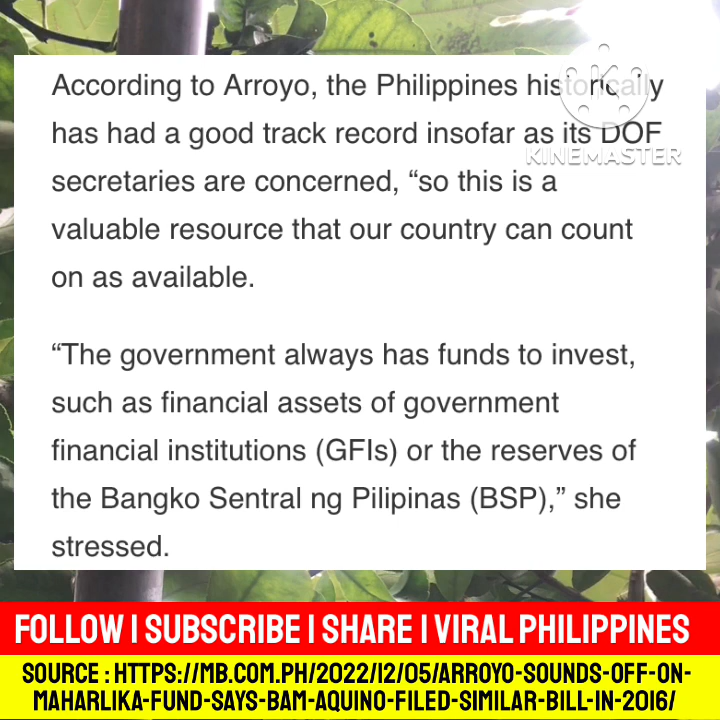 According to Arroyo, the Philippines historically
has had a good track record insofar as its DOF
KINEMASTER
secretaries are concerned, “so this is a
valuable resource that our country can count
on as available.
“The government always has funds to invest,
such as financial assets of government
financial institutions (GFIs) or the reserves of
the Bangko Sentral ng Pilipinas (BSP),” she
stressed.
FOLLOW | SUBSCRIBE | SHARE | VIRAL PHILIPPINES
SOURCE : HTTPS://MB.COM.PH/2022/12/05/ARROYO-SOUNDS-OFF-ON-
MAHARLIKA-FUND-SAYS-BAM-AQUINO-FILED-SIMILAR-BILL-IN-2016/